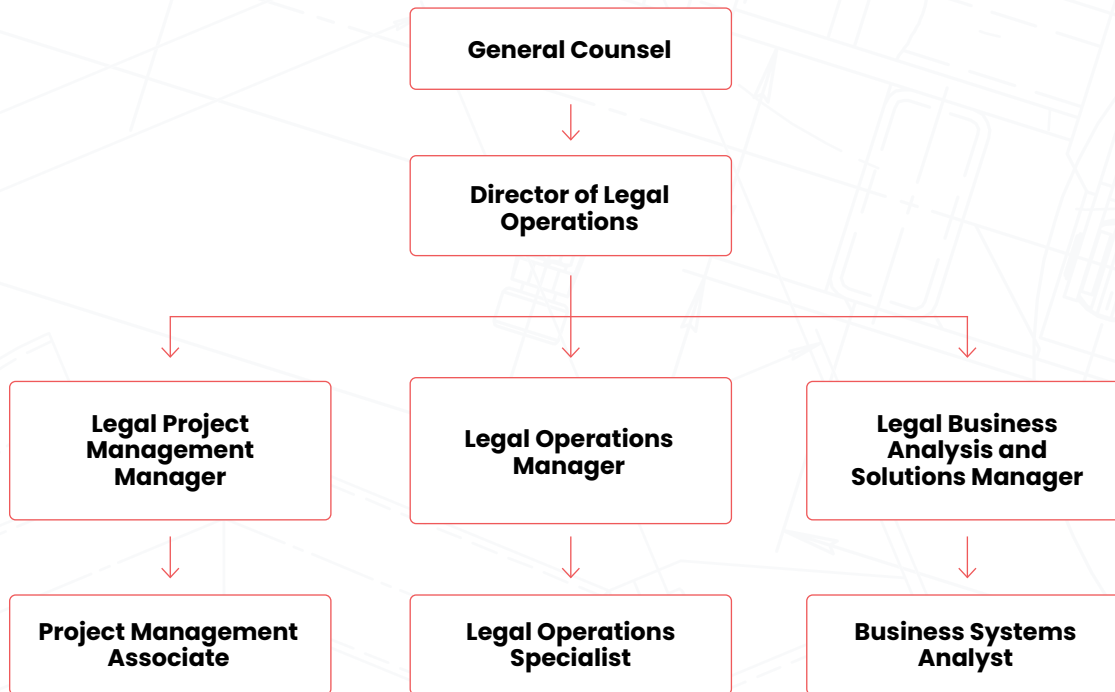 General Counsel
Director of Legal
Operations
Legal Project
Management
Manager
Legal Operations
Manager
Legal Business
Analysis and
Solutions Manager
Project Management
Associate
Legal Operations
Specialist
Business Systems
Analyst